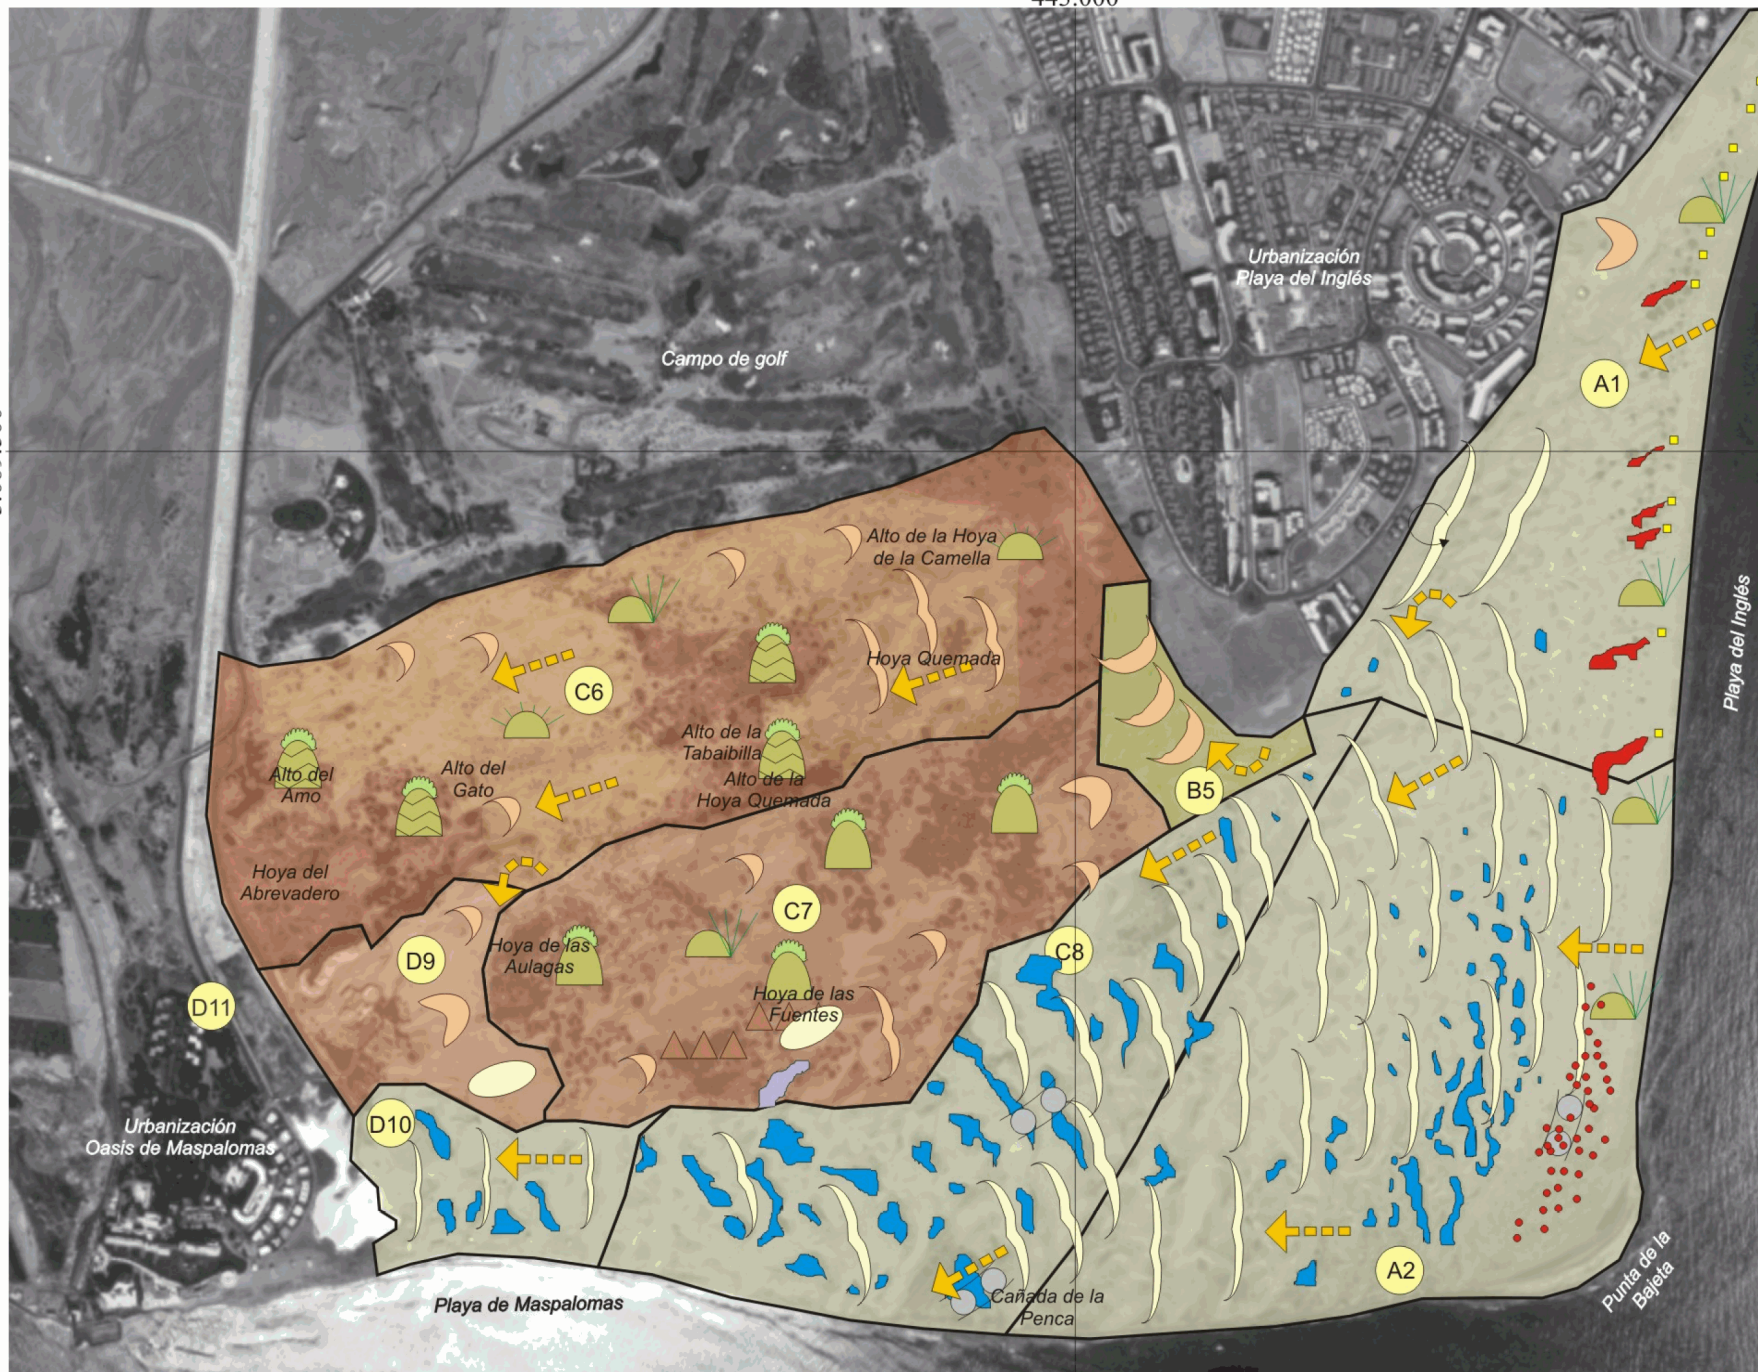 445.000
Urbanización
Playa del Inglés
Campo de golf
A1
Alto de la Hoya
de la Camella
Playa del Inglés
Hoya Quemada
C6
Alto de la
Tabaibilla
Alto del
Amo
Alto del
Gato
Alto de la
Hoya Quemada
B5
Hoya del
Abrevadero
C7
Hoya de las
Aulagas
D9
C8
D11
Hoya de las
Fuentes
D10
Urbanización
Oasis de Maspalomas
A2
Punta de la
Bajeta
Playa de Maspalomas
Cañada de la
Penca